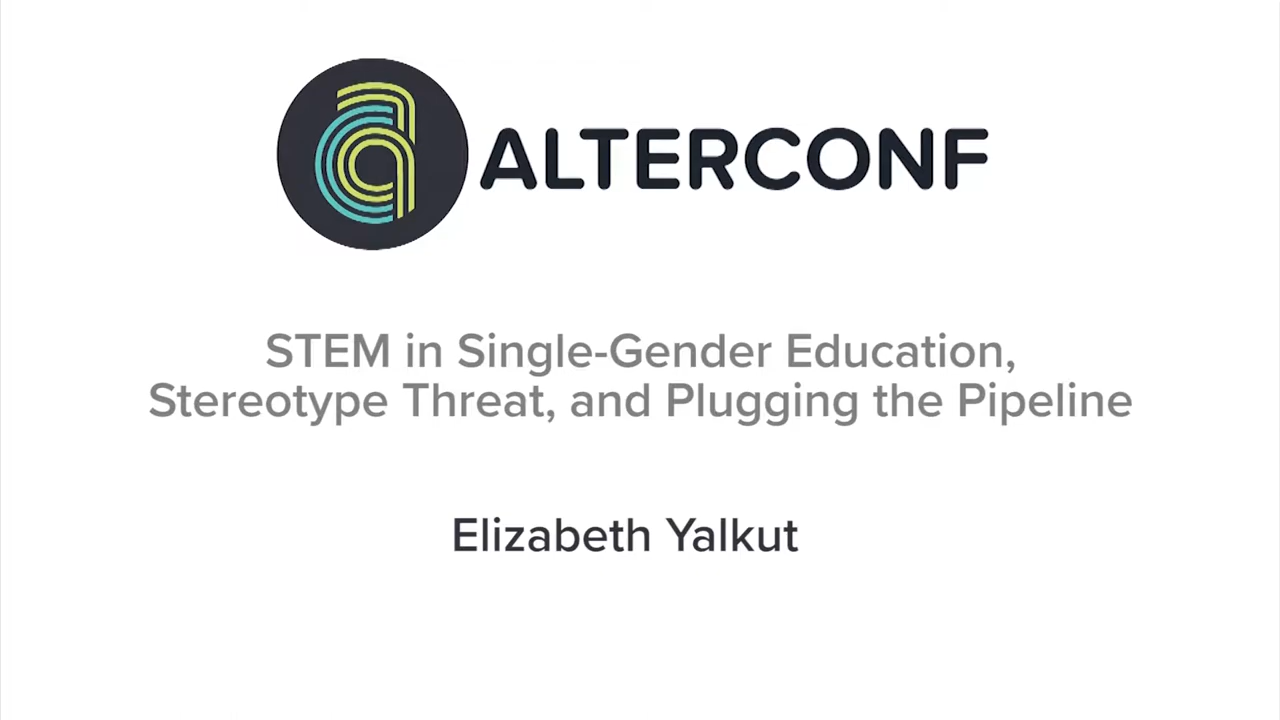 ALTERCONF
STEM in Single-Gender Education,
Stereotype Threat, and Plugging the Pipeline
Elizabeth Yalkut